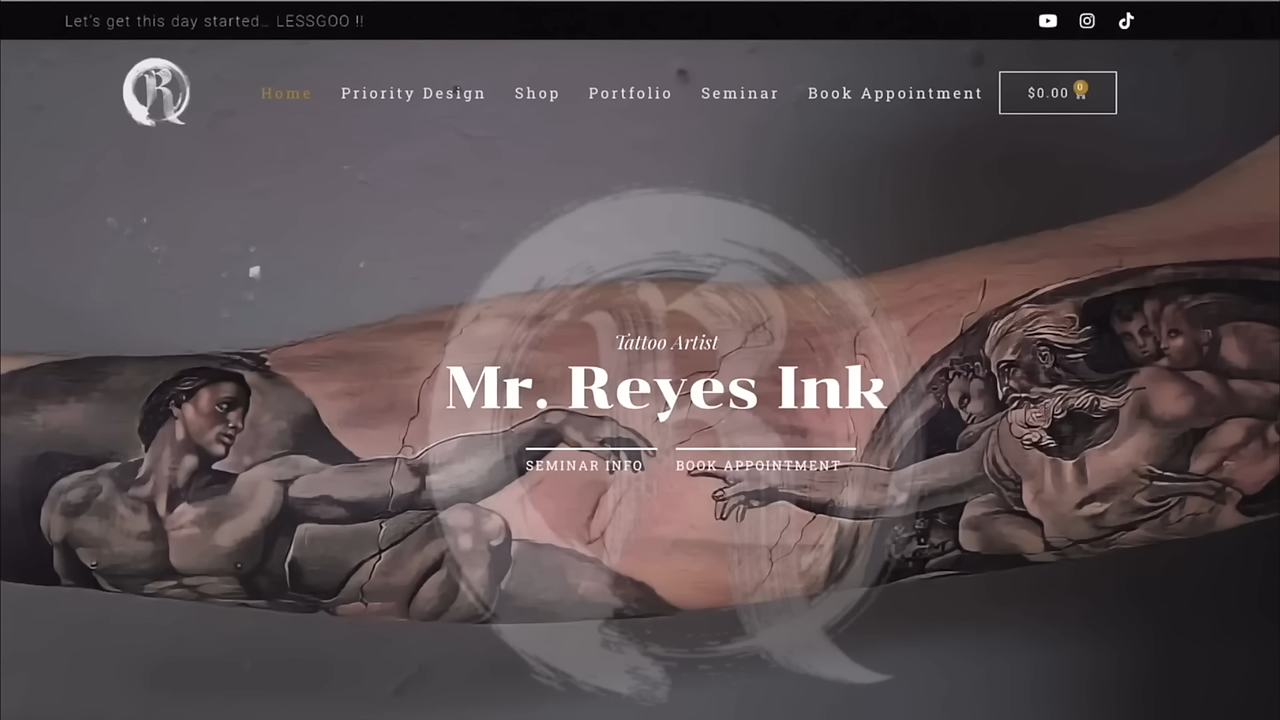 Let's get this day started… LESSGOO !!
R
Home Priority Design Shop Portfolio Seminar Book Appointment $0.00 0
Tattoo Artist
Mr. Reyes Ink
SEMINAR INFO BOOK APPOINTMENT